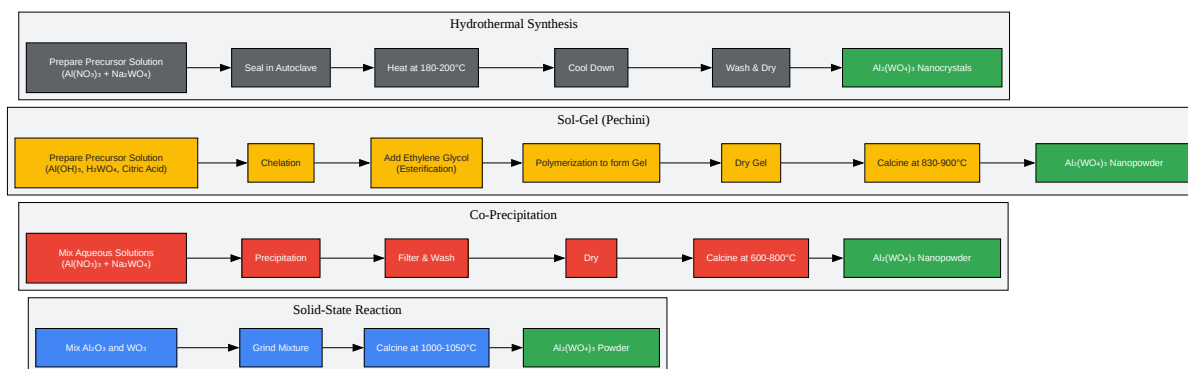 Hydrothermal Synthesis
Prepare Precursor Solution
(Al(NO₃)₃ + Na₂WO₄)
Seal in Autoclave
Heat at 180-200°C
Cool Down
Wash & Dry
Al₂(WO₄)₃ Nanocrystals
Sol-Gel (Pechini)
Prepare Precursor Solution
(Al(OH)₃, H₂WO₄, Citric Acid)
Chelation
Add Ethylene Glycol
(Esterification)
Polymerization to form Gel
Dry Gel
Calcine at 830-900°C
Al₂(WO₄)₃ Nanopowder
Co-Precipitation
Mix Aqueous Solutions
(Al(NO₃)₃ + Na₂WO₄)
Precipitation
Filter & Wash
Dry
Calcine at 600-800°C
Al₂(WO₄)₃ Nanopowder
Solid-State Reaction
Mix Al₂O₃ and WO₃
Grind Mixture
Calcine at 1000-1050°C
Al₂(WO₄)₃ Powder